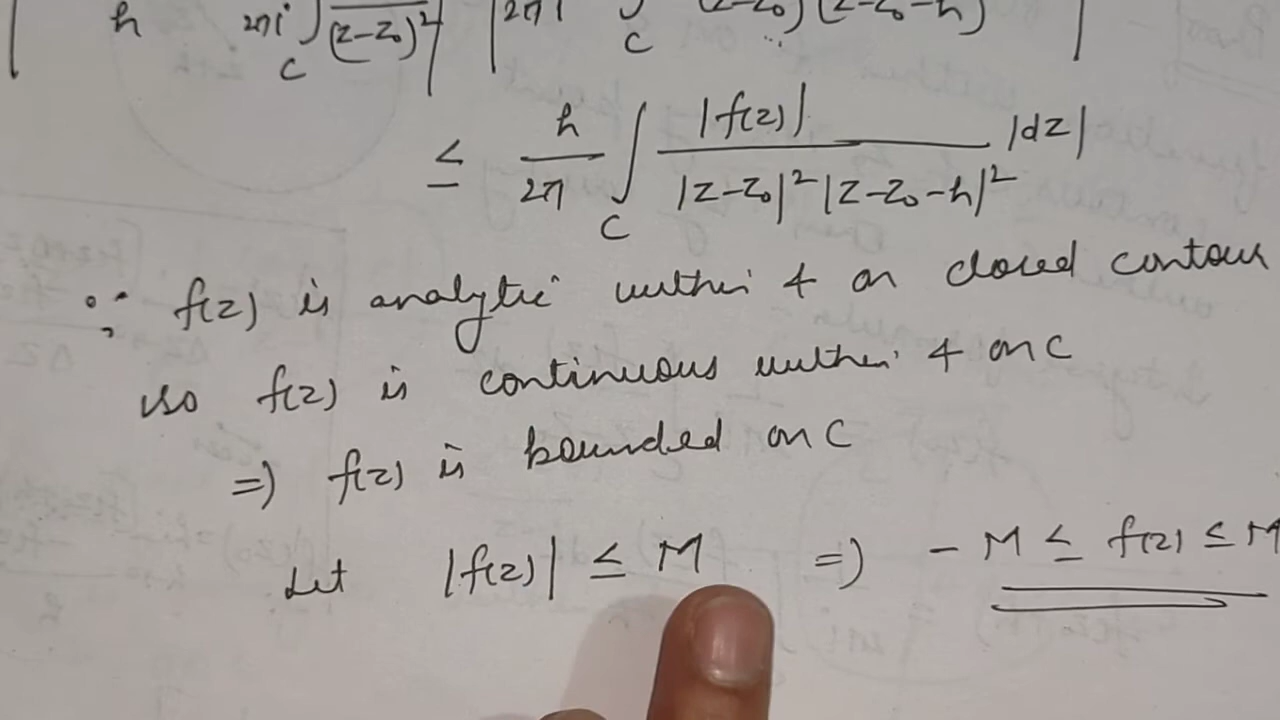 h 2πi ∫ (z-z₀)² 2πi ∫ (z-z₀)(z-z₀-h)
C C
≤ h/2π ∫ |f(z)| / |z-z₀|² |z-z₀-h|² |dz|
C
∵ f(z) is analytic within & on closed contour
so f(z) is continuous within & on C
=) f(z) is bounded on C
Let |f(z)| ≤ M =) - M ≤ f(z) ≤ M